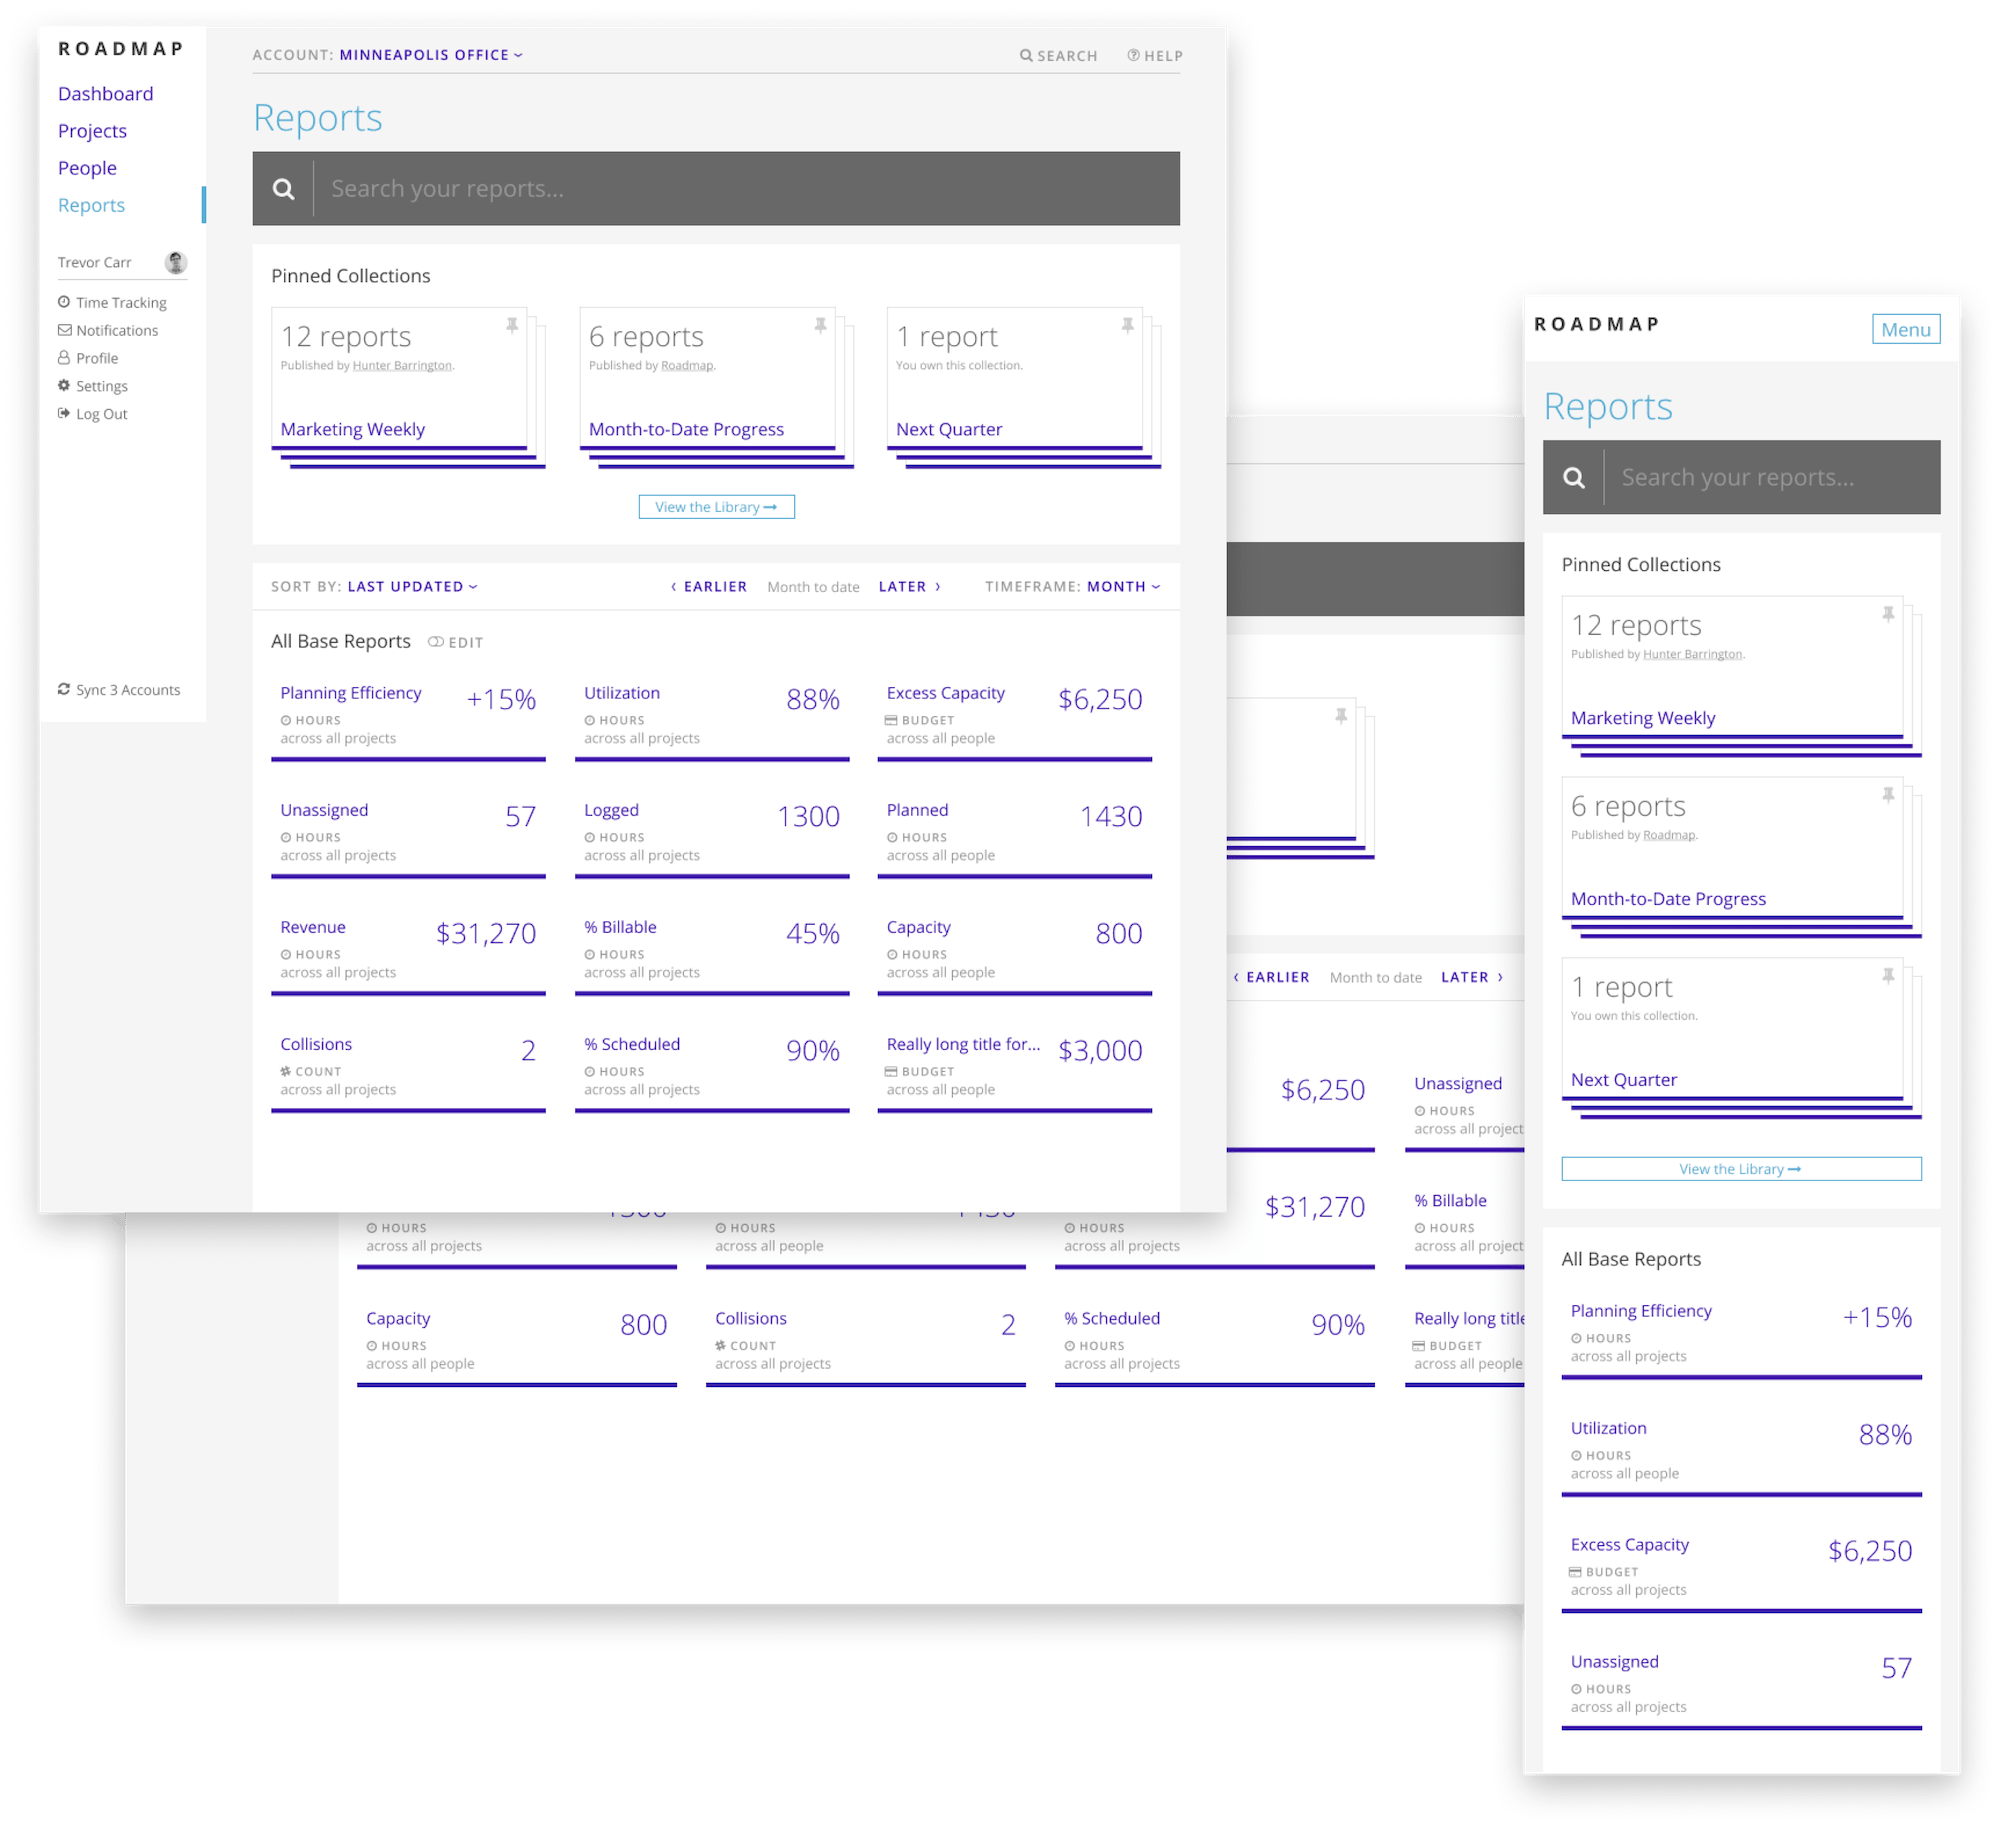 ROADMAP
Dashboard
Projects
People
Reports
Trevor Carr
Time Tracking
Notifications
Profile
Settings
Log Out
Sync 3 Accounts
ACCOUNT: MINNEAPOLIS OFFICE
SEARCH
HELP
Reports
Search your reports...
Pinned Collections
12 reports
Published by Hunter Barrington.
Marketing Weekly
6 reports
Published by Roadmap.
Month-to-Date Progress
1 report
You own this collection.
Next Quarter
View the Library
SORT BY: LAST UPDATED
EARLIER Month to date LATER
TIMEFRAME: MONTH
All Base Reports EDIT
Planning Efficiency +15%
HOURS
across all projects
Utilization 88%
HOURS
across all projects
Excess Capacity $6,250
BUDGET
across all people
Unassigned 57
HOURS
across all projects
Logged 1300
HOURS
across all projects
Planned 1430
HOURS
across all people
Revenue $31,270
HOURS
across all projects
% Billable 45%
HOURS
across all projects
Capacity 800
HOURS
across all people
Collisions 2
COUNT
across all projects
% Scheduled 90%
HOURS
across all projects
Really long title for... $3,000
BUDGET
across all people
EARLIER Month to date LATER
$6,250
Unassigned
HOURS
across all project
HOURS
across all projects
HOURS
across all people
$31,270
HOURS
across all projects
% Billable
HOURS
across all project
Capacity 800
HOURS
across all people
Collisions 2
COUNT
across all projects
% Scheduled 90%
HOURS
across all projects
Really long title
BUDGET
across all people
ROADMAP
Menu
Reports
Search your reports...
Pinned Collections
12 reports
Published by Hunter Barrington.
Marketing Weekly
6 reports
Published by Roadmap.
Month-to-Date Progress
1 report
You own this collection.
Next Quarter
View the Library
All Base Reports
Planning Efficiency +15%
HOURS
across all projects
Utilization 88%
HOURS
across all people
Excess Capacity $6,250
BUDGET
across all projects
Unassigned 57
HOURS
across all projects